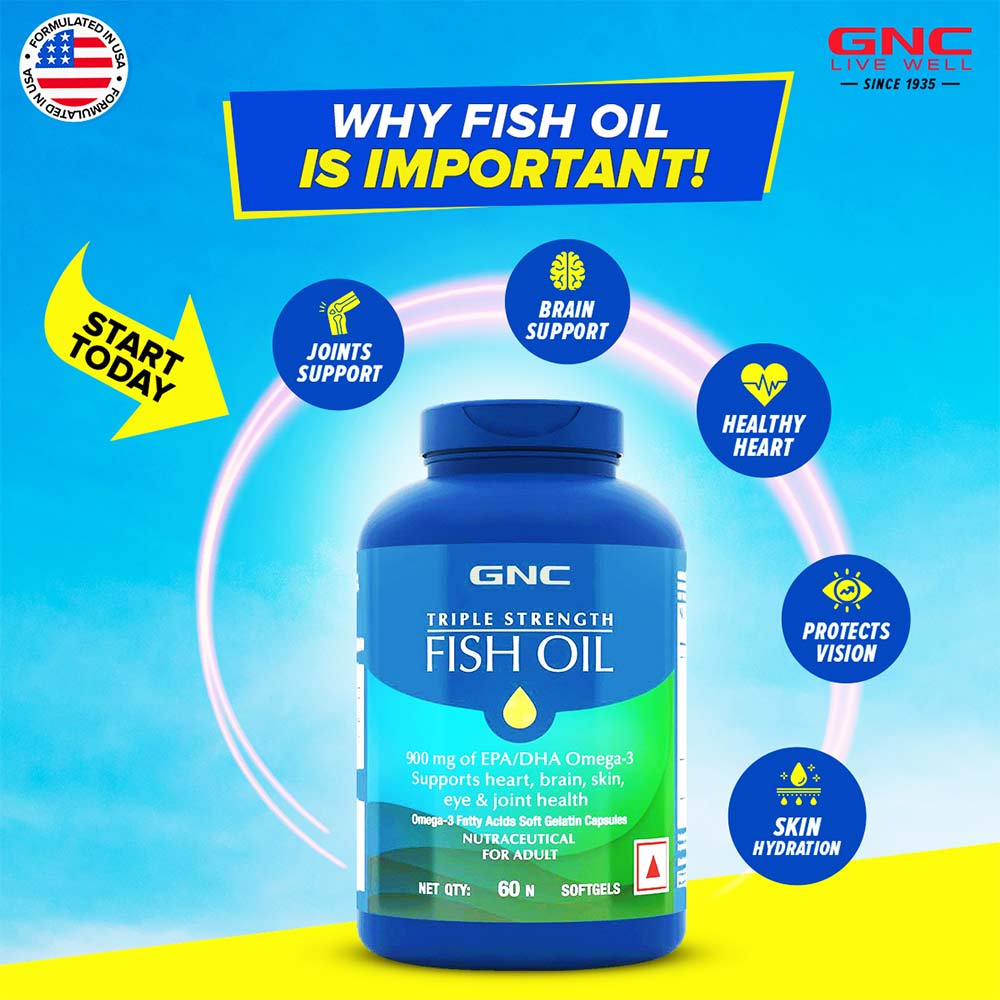 FORMULATED IN USA • FORMULATED IN USA •
GNC
LIVE WELL
— SINCE 1935 —
WHY FISH OIL
IS IMPORTANT!
START
TODAY
JOINTS
SUPPORT
BRAIN
SUPPORT
HEALTHY
HEART
PROTECTS
VISION
SKIN
HYDRATION
GNC
TRIPLE STRENGTH
FISH OIL
900 mg of EPA/DHA Omega-3
Supports heart, brain, skin,
eye & joint health
Omega-3 Fatty Acids Soft Gelatin Capsules
NUTRACEUTICAL
FOR ADULT
NET QTY: 60 N SOFTGELS